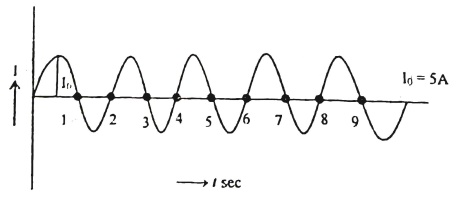 I
I₀
I₀ = 5A
1 2 3 4 5 6 7 8 9
⟶ t sec